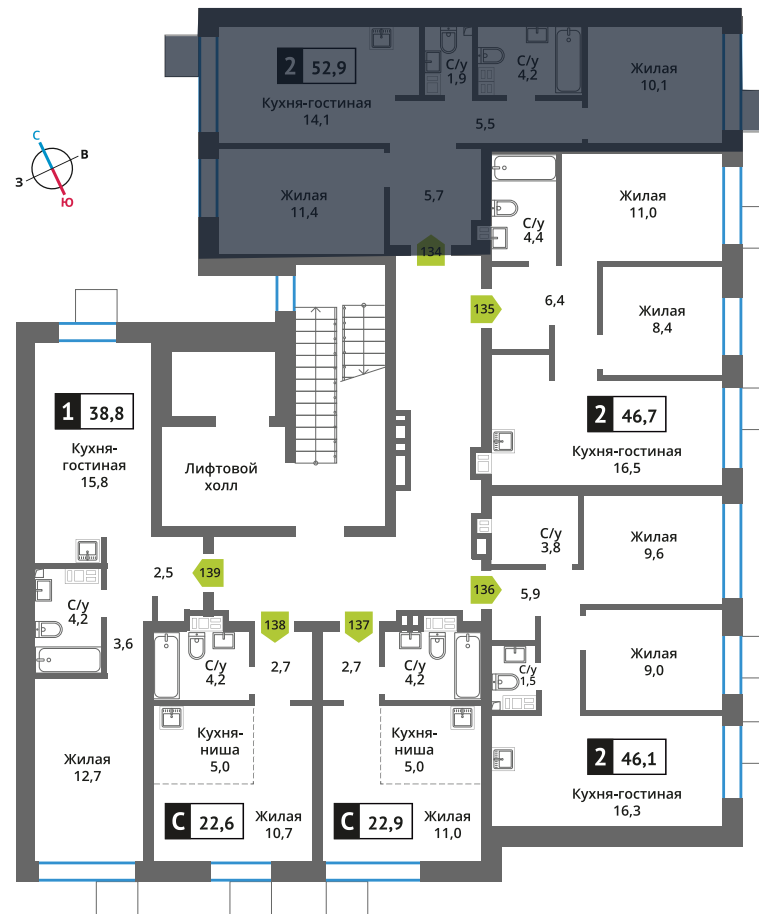 2 52,9
Кухня-гостиная
14,1
С/у
1,9
С/у
4,2
Жилая
10,1
5,5
Жилая
11,4
5,7
134
С
В
З
Ю
С/у
4,4
Жилая
11,0
135
6,4
Жилая
8,4
2 46,7
Кухня-гостиная
16,5
1 38,8
Кухня-
гостиная
15,8
Лифтовой
холл
С/у
3,8
Жилая
9,6
2,5
139
136
5,9
С/у
4,2
3,6
138
137
С/у
4,2
2,7
2,7
С/у
4,2
С/у
1,5
Жилая
9,0
Жилая
12,7
Кухня-
ниша
5,0
Кухня-
ниша
5,0
2 46,1
Кухня-гостиная
16,3
С 22,6
Жилая
10,7
С 22,9
Жилая
11,0